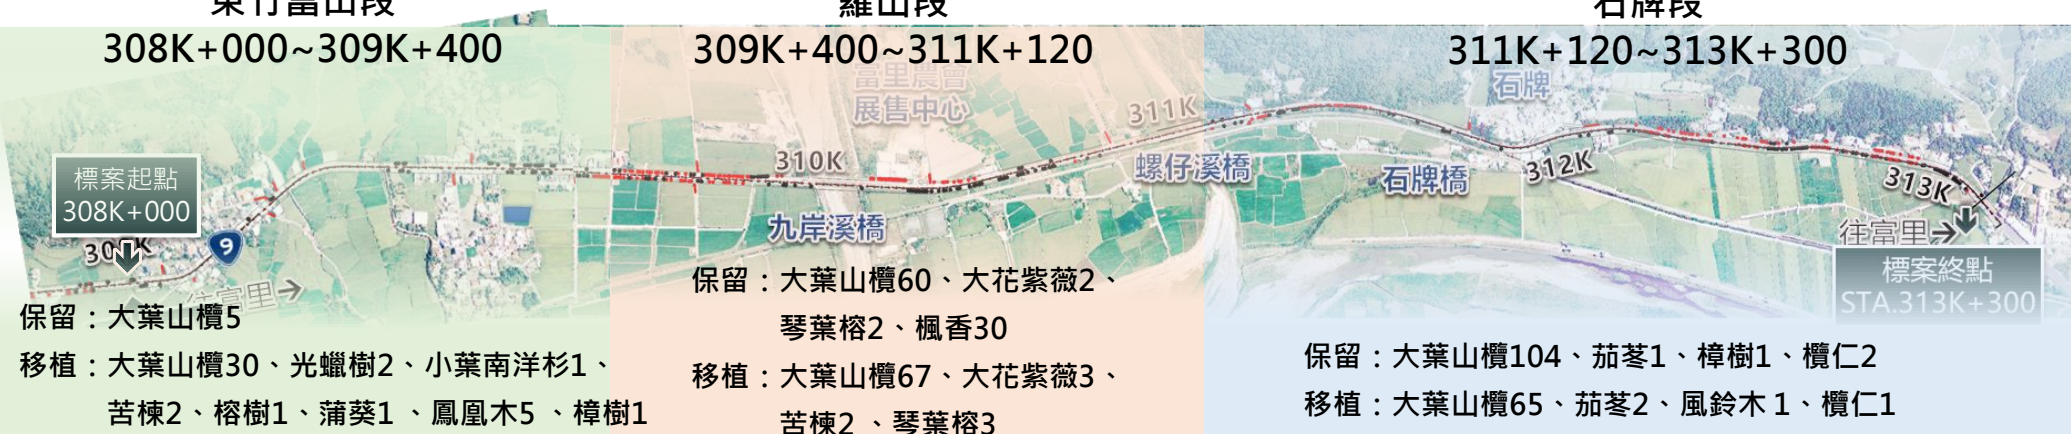 東竹富山段
308K+000~309K+400
標案起點
308K+000
9
往富里→
保留：大葉山欖5
移植：大葉山欖30、光蠟樹2、小葉南洋杉1、
苦楝2、榕樹1、蒲葵1、鳳凰木5、樟樹1
羅山段
309K+400~311K+120
富里農會
展售中心
310K
311K
九岸溪橋
螺仔溪橋
保留：大葉山欖60、大花紫薇2、
琴葉榕2、楓香30
移植：大葉山欖67、大花紫薇3、
苦楝2、琴葉榕3
石牌段
311K+120~313K+300
石牌
石牌橋
312K
313K
往富里→
標案終點
STA.313K+300
保留：大葉山欖104、茄苳1、樟樹1、欖仁2
移植：大葉山欖65、茄苳2、風鈴木1、欖仁1